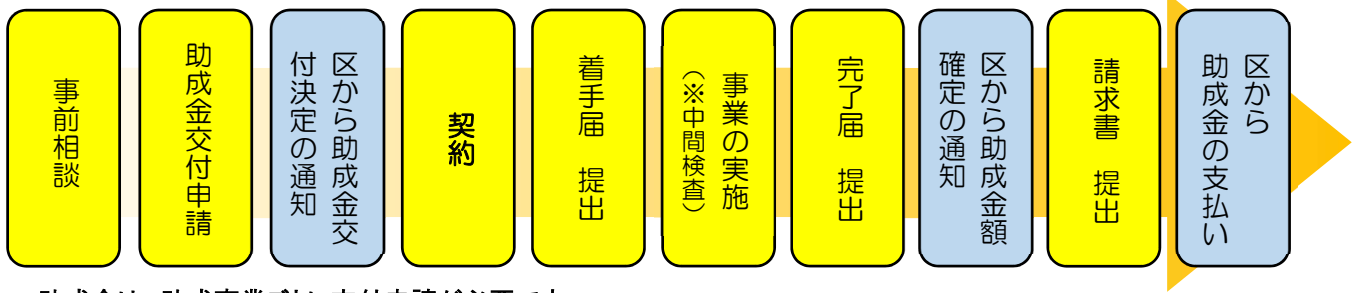 事前相談
助成金交付申請
区から助成金交
付決定の通知
契約
着手届　提出
事業の実施
（※中間検査）
完了届　提出
区から助成金額
確定の通知
請求書　提出
区から
助成金の支払い